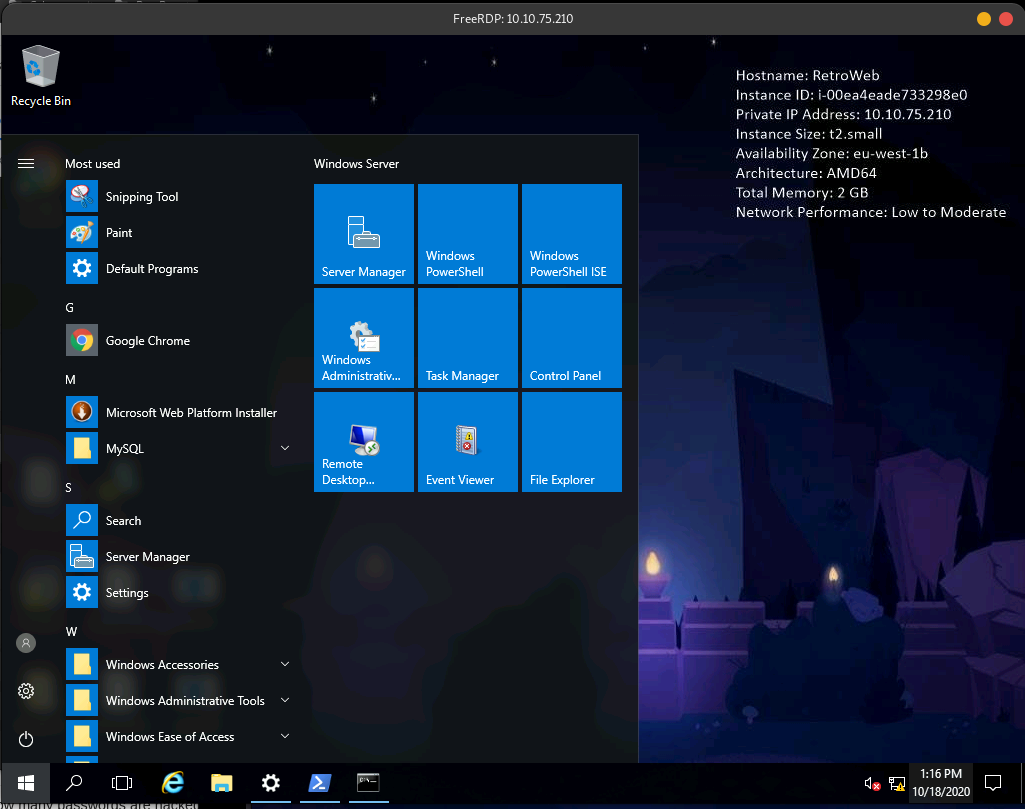 FreeRDP: 10.10.75.210
Recycle Bin
Hostname: RetroWeb
Instance ID: i-00ea4eade733298e0
Private IP Address: 10.10.75.210
Instance Size: t2.small
Availability Zone: eu-west-1b
Architecture: AMD64
Total Memory: 2 GB
Network Performance: Low to Moderate
Most used
Snipping Tool
Paint
Default Programs
G
Google Chrome
M
Microsoft Web Platform Installer
MySQL
S
Search
Server Manager
Settings
W
Windows Accessories
Windows Administrative Tools
Windows Ease of Access
Windows Server
Server Manager
Windows
PowerShell
Windows
PowerShell ISE
Windows
Administrativ...
Task Manager
Control Panel
Remote
Desktop...
Event Viewer
File Explorer
1:16 PM
10/18/2020
many passwords are hacked